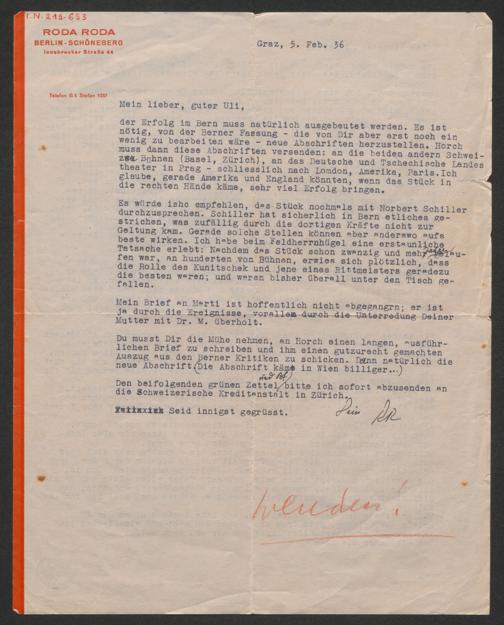 I.N. 218.653
RODA RODA
BERLIN-SCHÖNEBERG
Innsbrucker Straße 44
Graz, 5. Feb. 36
Telefon G 1 Stefan 1057
Mein lieber, guter Uli,
der Erfolg im Bern muss natürlich ausgebeutet werden. Es ist
nötig, von der Berner Fassung - die von Dir aber erst noch ein
wenig zu bearbeiten wäre - neue Abschriften herzustellen. Horch
muss dann diese Abschriften versenden: an die beiden andern Schwei-
zer Bühnen (Basel, Zürich), an das Deutsche und Tschechische Landes
theater in Prag - schliesslich nach London, Amerika, Paris. Ich
glaube, gerade Amerika und England könnten, wenn das Stück in
die rechten Hände käme, sehr viel Erfolg bringen.
Es würde ishc empfehlen, das Stück nochmals mit Norbert Schiller
durchzusprechen. Schiller hat sicherlich in Bern etliches ge-
strichen, was zufällig durch die dortigen Kräfte nicht zur
Geltung kam. Gerade solche Stellen können aber anderswo aufs
beste wirken. Ich habe beim Feldherrnhügel eine erstaunliche
Tatsache erlebt: Nachdem das Stück schon zwanzig und mehr gelau-
fen war, an hunderten von Bühnen, erwies sich plötzlich, dass
die Rolle des Kunitschek und jene eines Rittmeisters geradezu
die besten waren; und waren bisher überall unter den Tisch ge-
fallen.
Mein Brief an Marti ist hoffentlich nicht abgegangrn; er ist
ja durch die Ereignisse, vorallem durch die Unterredung Deiner
Mutter mit Dr. M. überholt.
Du musst Dir die Mühe nehmen, an Horch einen langen, ausführ-
lichen Brief zu schreiben und ihm einen gutzurecht gemachten
Auszug aus den Berner Kritiken zu schicken. Dann natürlich die
neue Abschrift. (Die Abschrift käme in Wien billiger...)
Den beifolgenden grünen Zettel bitte ich sofort abzusenden an
die Schweizerische Kreditanstalt in Zürich.
Seid innigst gegrüsst.
Dein RR
wenden!